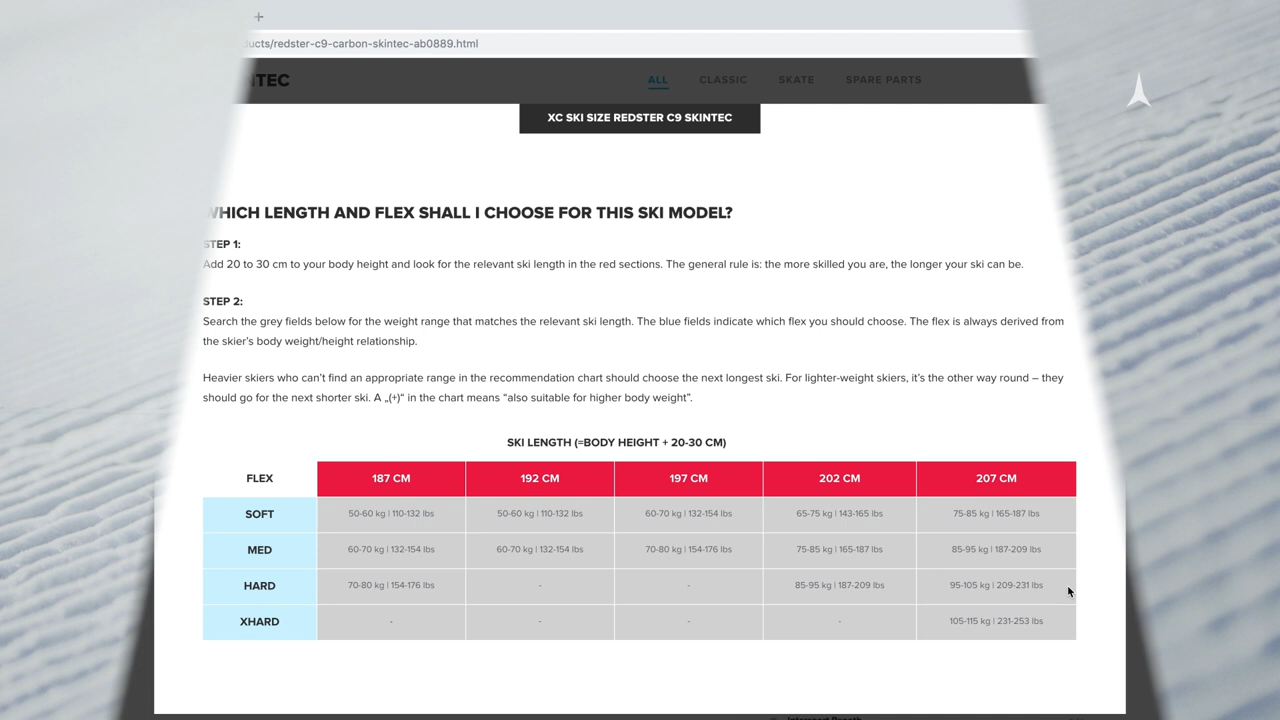 +
ucts/redster-c9-carbon-skintec-ab0889.html
NTEC
ALL CLASSIC SKATE SPARE PARTS
XC SKI SIZE REDSTER C9 SKINTEC
WHICH LENGTH AND FLEX SHALL I CHOOSE FOR THIS SKI MODEL?
STEP 1:
Add 20 to 30 cm to your body height and look for the relevant ski length in the red sections. The general rule is: the more skilled you are, the longer your ski can be.
STEP 2:
Search the grey fields below for the weight range that matches the relevant ski length. The blue fields indicate which flex you should choose. The flex is always derived from
the skier's body weight/height relationship.
Heavier skiers who can't find an appropriate range in the recommendation chart should choose the next longest ski. For lighter-weight skiers, it's the other way round – they
should go for the next shorter ski. A „(+)“ in the chart means “also suitable for higher body weight”.
SKI LENGTH (=BODY HEIGHT + 20-30 CM)
FLEX 187 CM 192 CM 197 CM 202 CM 207 CM
SOFT 50-60 kg | 110-132 lbs 50-60 kg | 110-132 lbs 60-70 kg | 132-154 lbs 65-75 kg | 143-165 lbs 75-85 kg | 165-187 lbs
MED 60-70 kg | 132-154 lbs 60-70 kg | 132-154 lbs 70-80 kg | 154-176 lbs 75-85 kg | 165-187 lbs 85-95 kg | 187-209 lbs
HARD 70-80 kg | 154-176 lbs - - 85-95 kg | 187-209 lbs 95-105 kg | 209-231 lbs
XHARD - - - - 105-115 kg | 231-253 lbs